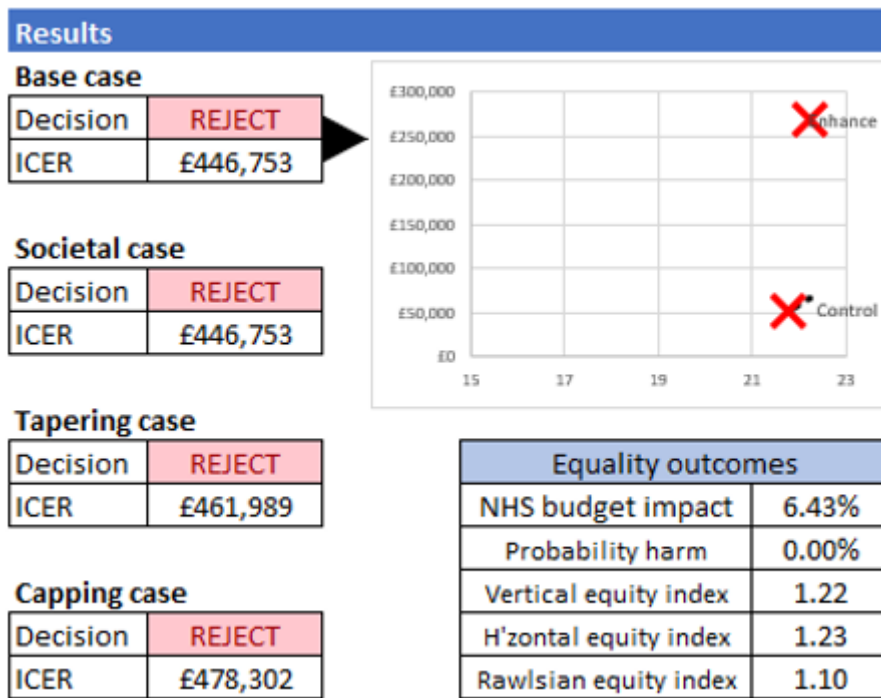 Results
Base case
Decision REJECT
ICER £446,753
£300,000
£250,000
£200,000
£150,000
£100,000
£50,000
£0
15 17 19 21 23
nhance
Control
Societal case
Decision REJECT
ICER £446,753
Tapering case
Decision REJECT
ICER £461,989
Capping case
Decision REJECT
ICER £478,302
Equality outcomes
NHS budget impact 6.43%
Probability harm 0.00%
Vertical equity index 1.22
H'zontal equity index 1.23
Rawlsian equity index 1.10